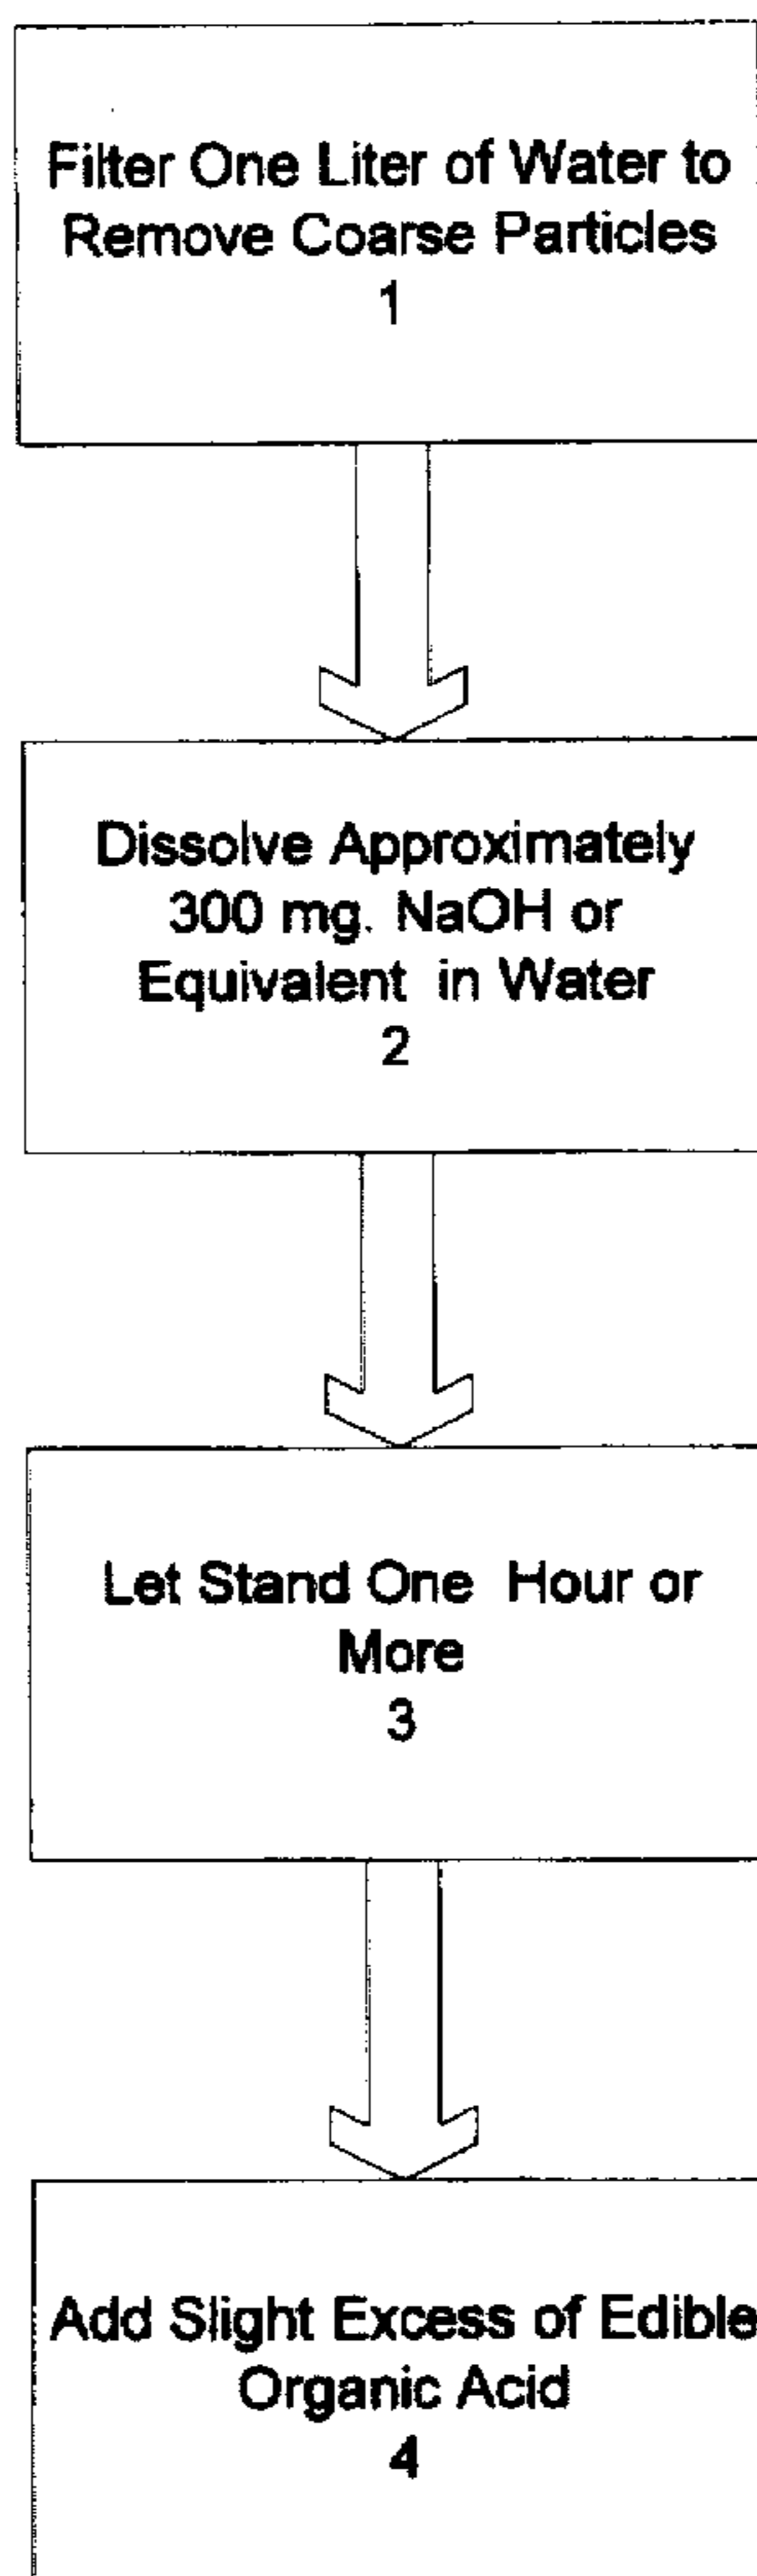 Filter One Liter of Water to
Remove Coarse Particles
1
Dissolve Approximately
300 mg. NaOH or
Equivalent in Water
2
Let Stand One Hour or
More
3
Add Slight Excess of Edible
Organic Acid
4